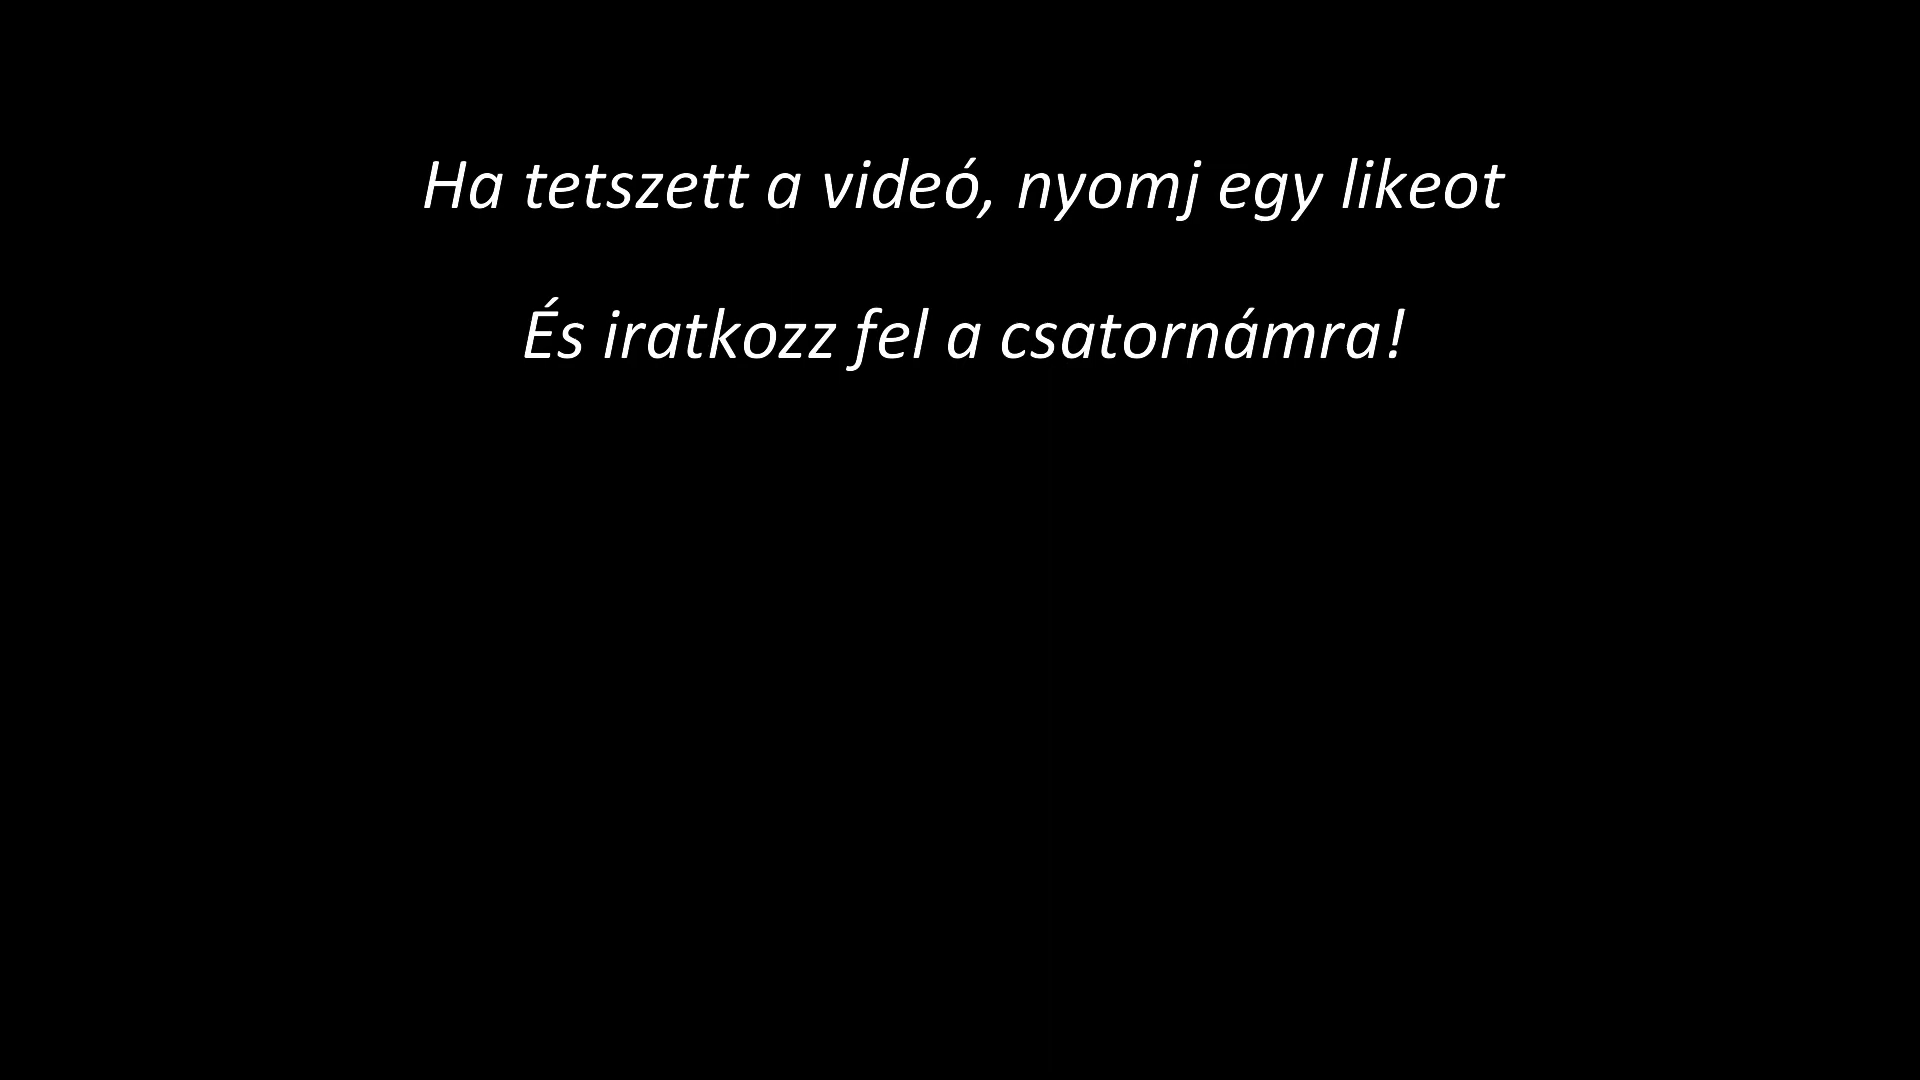 Ha tetszett a videó, nyomj egy likeot
És iratkozz fel a csatornámra!